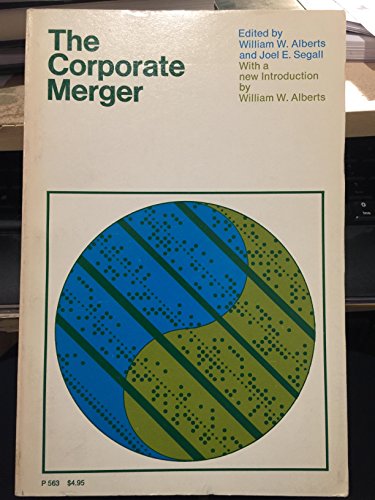 The
Corporate
Merger
Edited by
William W. Alberts
and Joel E. Segall
With a
new Introduction
by
William W. Alberts
P 563 $4.95